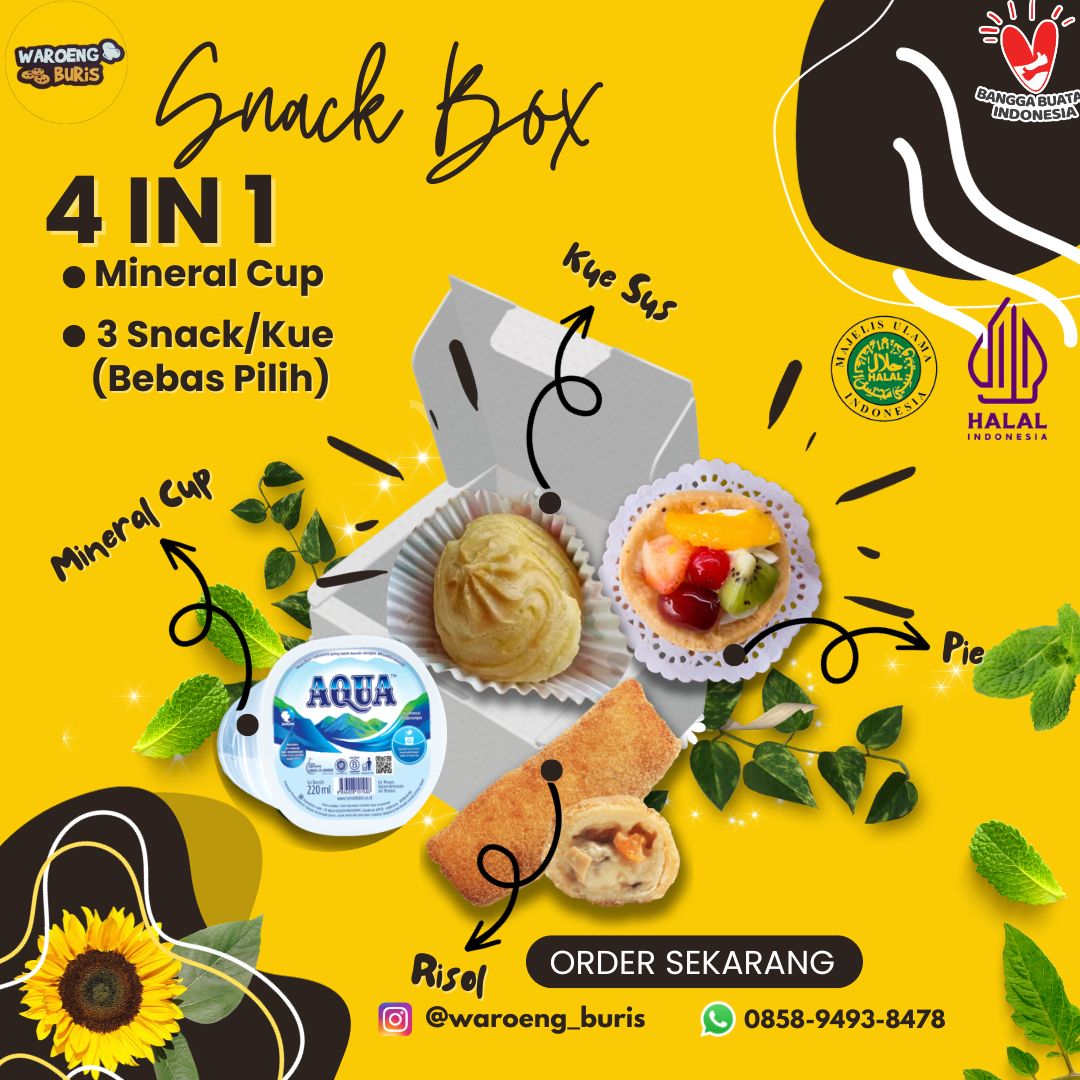 WAROENG
BURIS
Snack Box
BANGGA BUATAN
INDONESIA
4 IN 1
Mineral Cup
3 Snack/Kue
(Bebas Pilih)
Kue Sus
MAJELIS ULAMA
حلال
HALAL
INDONESIA
HALAL
INDONESIA
Mineral Cup
Pie
AQUA
220 ml
Risol
ORDER SEKARANG
@waroeng_buris
0858-9493-8478